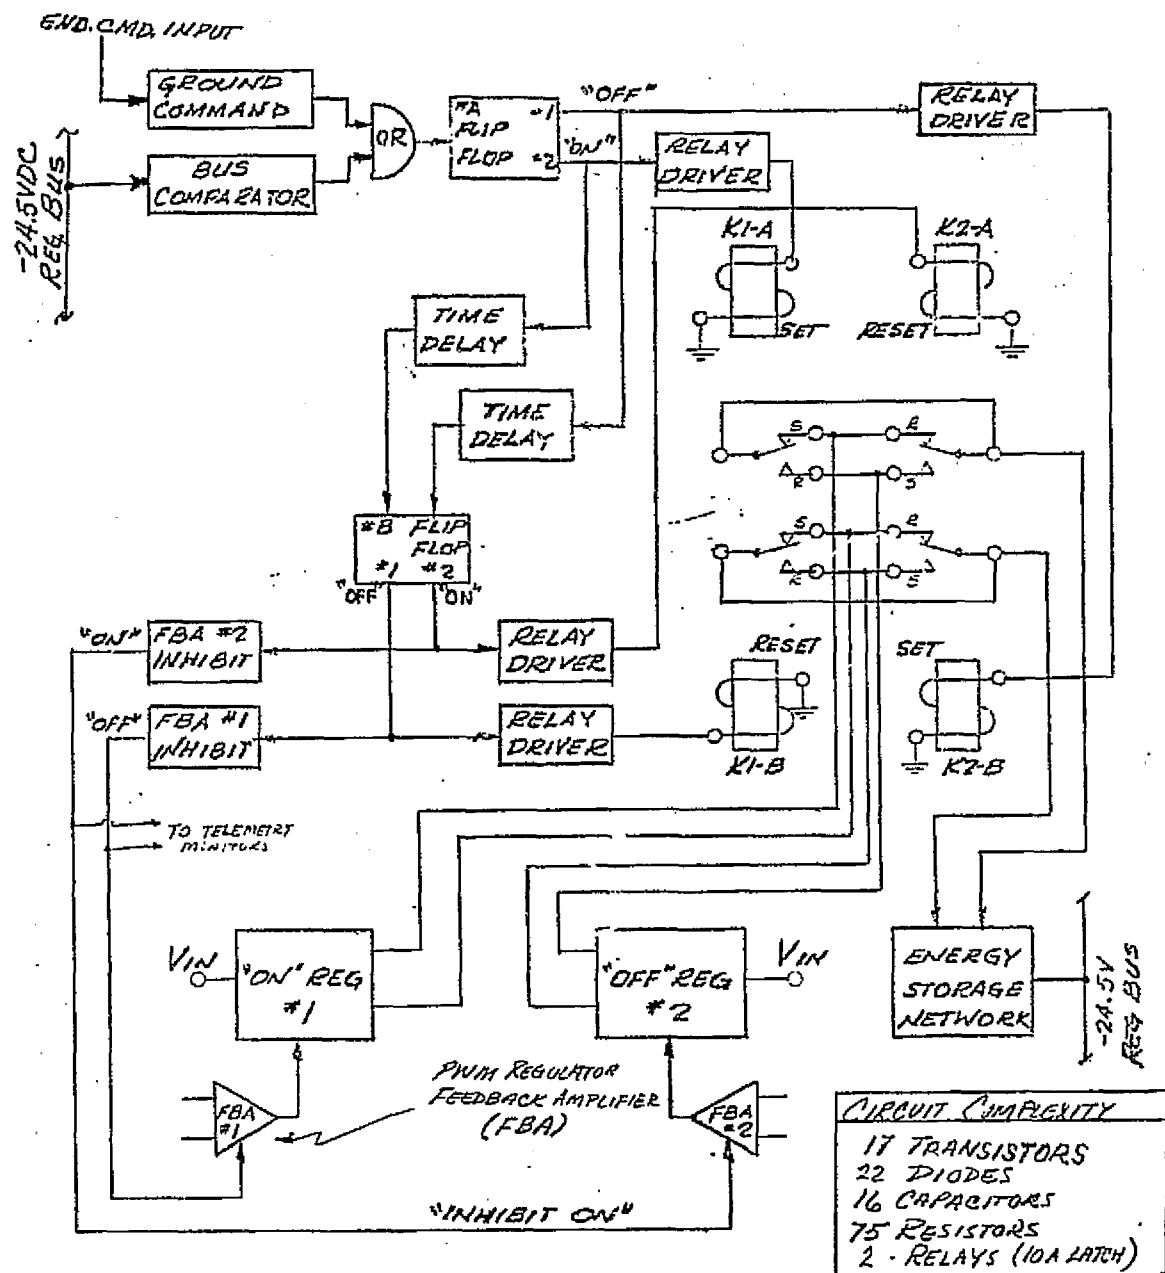 END. CMD. INPUT
GROUND
COMMAND
OR
#A #1
FLIP
FLOP #2
"OFF"
"ON"
RELAY
DRIVER
RELAY
DRIVER
BUS
COMPARATOR
-24.5VDC
REG BUS
K1-A
SET
K2-A
RESET
TIME
DELAY
TIME
DELAY
S R
R S
S R
R S
#B FLIP
FLOP
#1 #2
"OFF" "ON"
"ON"
FBA #2
INHIBIT
RELAY
DRIVER
"OFF"
FBA #1
INHIBIT
RELAY
DRIVER
RESET
K1-B
SET
K2-B
TO TELEMETRY
MINITORS
VIN
"ON" REG
#1
"OFF" REG
#2
VIN
ENERGY
STORAGE
NETWORK
-24.5V
REG BUS
FBA
#1
PWM REGULATOR
FEEDBACK AMPLIFIER
(FBA)
FBA
#2
"INHIBIT ON"
CIRCUIT COMPLEXITY
17 TRANSISTORS
22 DIODES
16 CAPACITORS
75 RESISTORS
2 - RELAYS (10A LATCH)